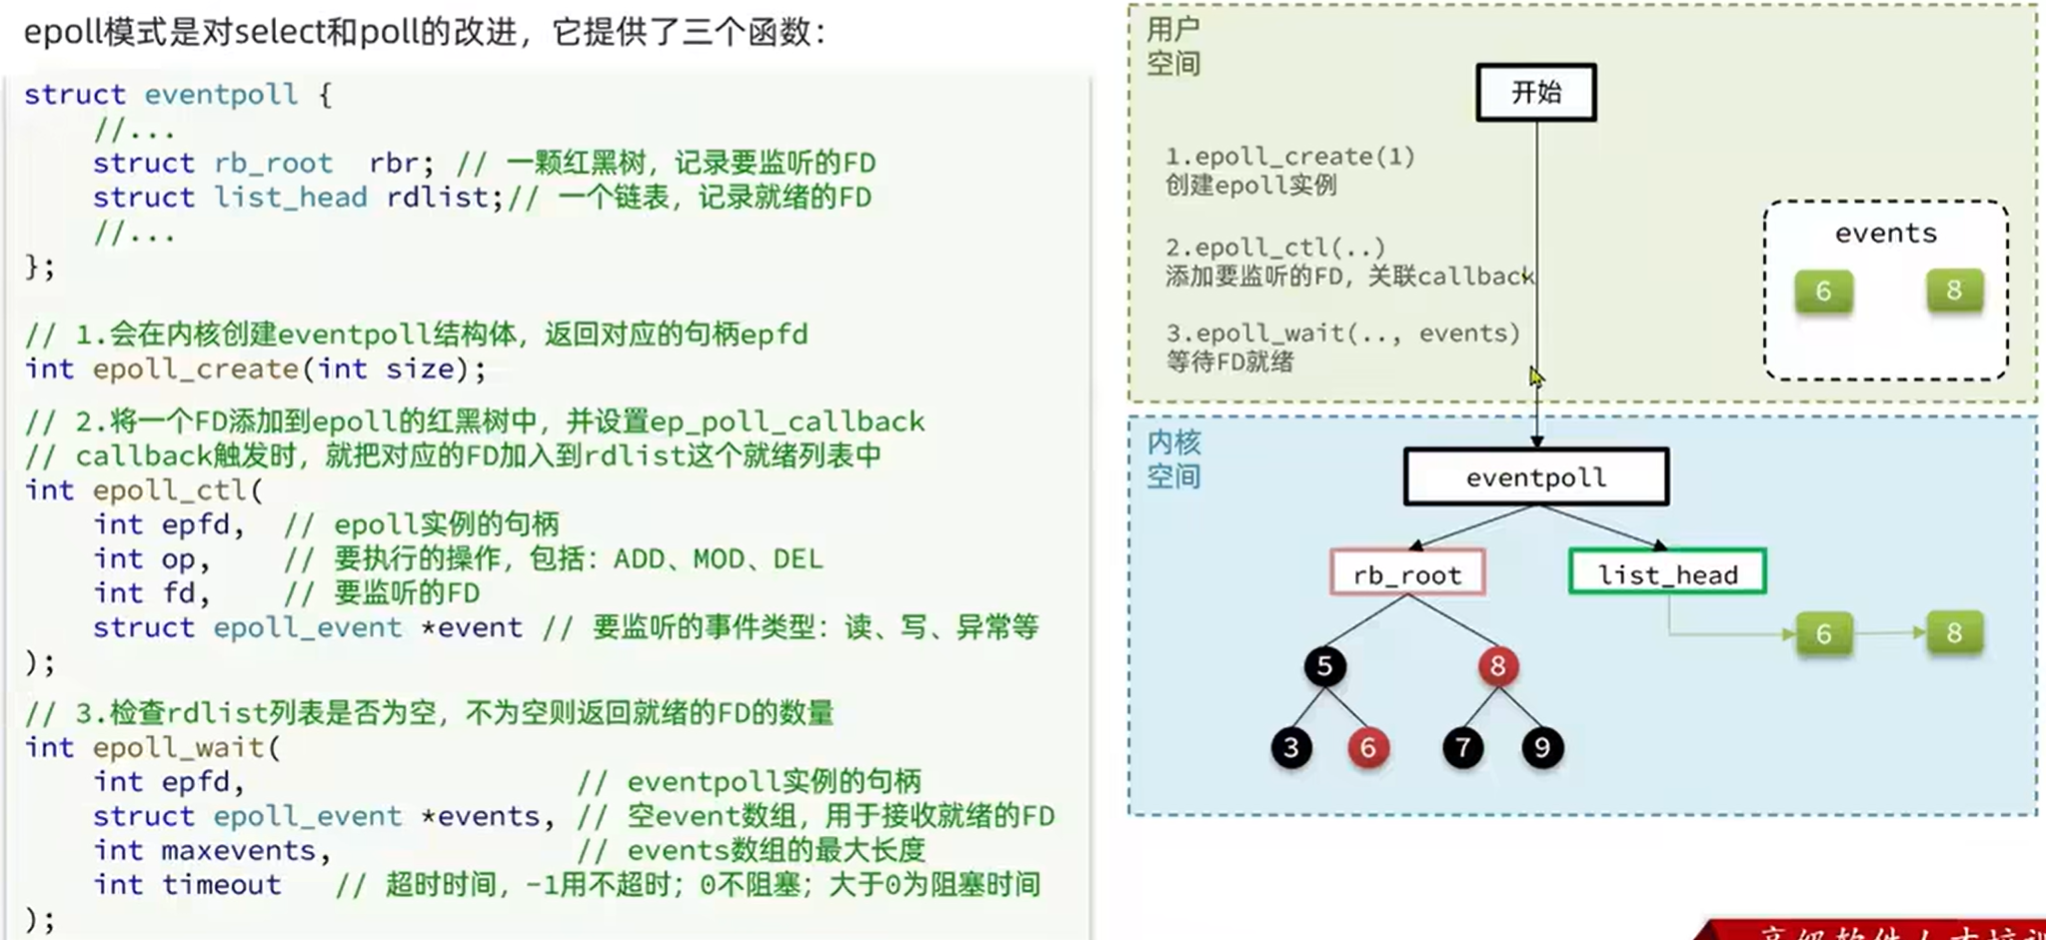 epoll模式是对select和poll的改进，它提供了三个函数：
struct eventpoll {
//...
struct rb_root  rbr; // 一颗红黑树，记录要监听的FD
struct list_head rdlist;// 一个链表，记录就绪的FD
//...
};
// 1.会在内核创建eventpoll结构体，返回对应的句柄epfd
int epoll_create(int size);
// 2.将一个FD添加到epoll的红黑树中，并设置ep_poll_callback
// callback触发时，就把对应的FD加入到rdlist这个就绪列表中
int epoll_ctl(
int epfd,  // epoll实例的句柄
int op,    // 要执行的操作，包括：ADD、MOD、DEL
int fd,    // 要监听的FD
struct epoll_event *event // 要监听的事件类型：读、写、异常等
);
// 3.检查rdlist列表是否为空，不为空则返回就绪的FD的数量
int epoll_wait(
int epfd,                   // eventpoll实例的句柄
struct epoll_event *events, // 空event数组，用于接收就绪的FD
int maxevents,              // events数组的最大长度
int timeout   // 超时时间，-1用不超时；0不阻塞；大于0为阻塞时间
);
用户
空间
开始
1.epoll_create(1)
创建epoll实例
2.epoll_ctl(..)
添加要监听的FD，关联callback
3.epoll_wait(.., events)
等待FD就绪
events
6 8
内核
空间
eventpoll
rb_root list_head
6 8
5 8
3 6 7 9
高级软件人才培训